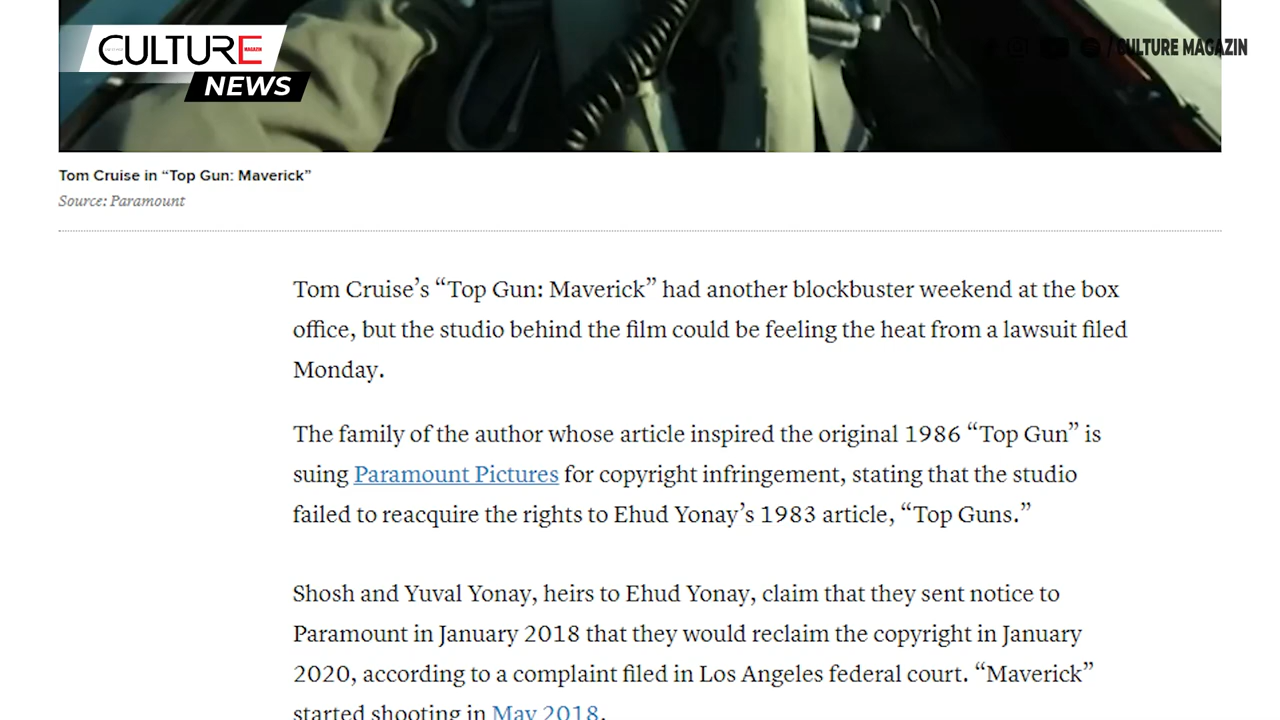 CULTURE
MAGAZIN
NEWS
/ CULTURE MAGAZIN
Tom Cruise in “Top Gun: Maverick”
Source: Paramount
Tom Cruise’s “Top Gun: Maverick” had another blockbuster weekend at the box
office, but the studio behind the film could be feeling the heat from a lawsuit filed
Monday.
The family of the author whose article inspired the original 1986 “Top Gun” is
suing Paramount Pictures for copyright infringement, stating that the studio
failed to reacquire the rights to Ehud Yonay’s 1983 article, “Top Guns.”
Shosh and Yuval Yonay, heirs to Ehud Yonay, claim that they sent notice to
Paramount in January 2018 that they would reclaim the copyright in January
2020, according to a complaint filed in Los Angeles federal court. “Maverick”
started shooting in May 2018.